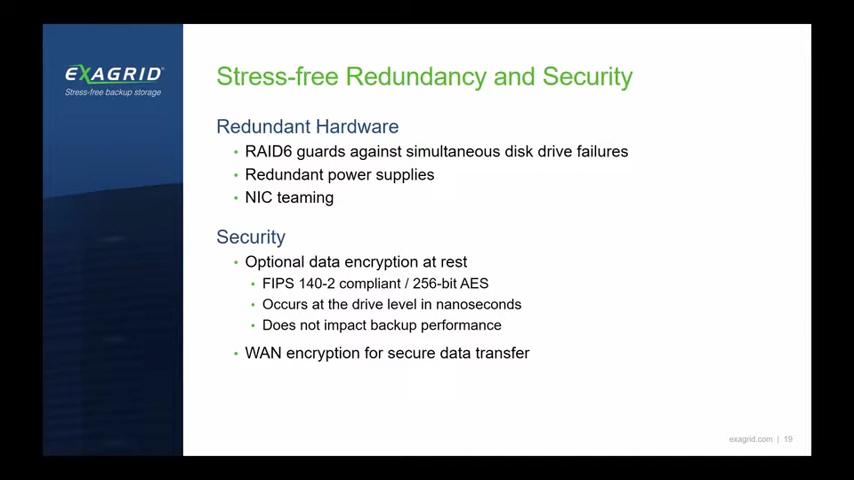 EXAGRID
Stress-free backup storage
Stress-free Redundancy and Security
Redundant Hardware
• RAID6 guards against simultaneous disk drive failures
• Redundant power supplies
• NIC teaming
Security
• Optional data encryption at rest
• FIPS 140-2 compliant / 256-bit AES
• Occurs at the drive level in nanoseconds
• Does not impact backup performance
• WAN encryption for secure data transfer
exagrid.com | 19